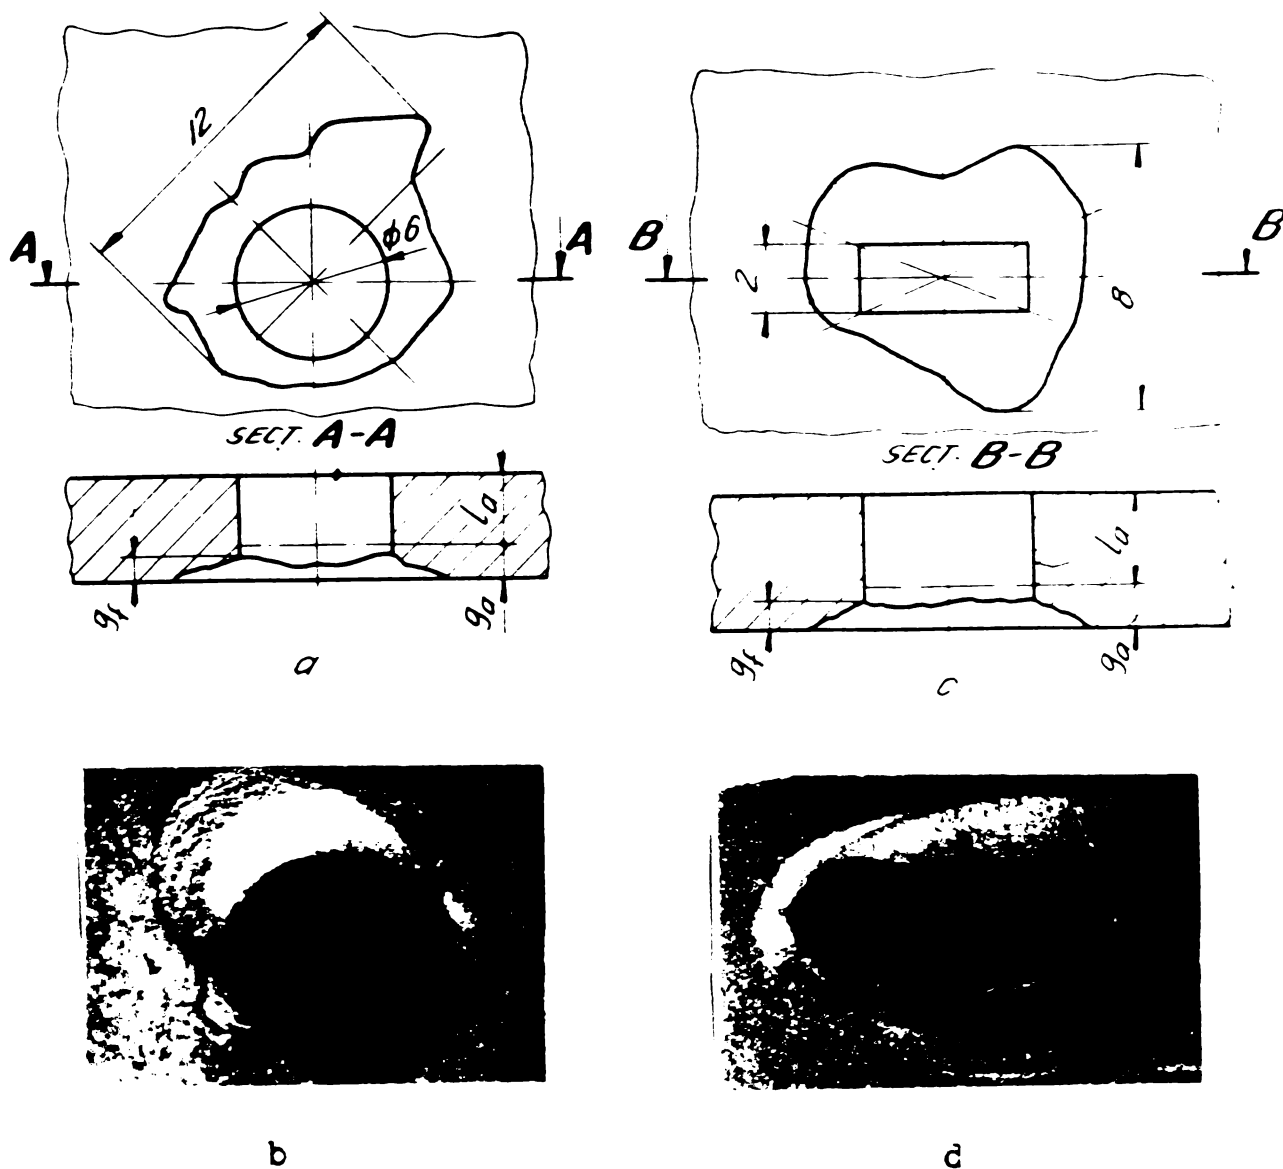 12
φ6
A A
SECT. A-A
la
gf ga
a
B B
2
8
SECT. B-B
la
gf ga
c
b
d